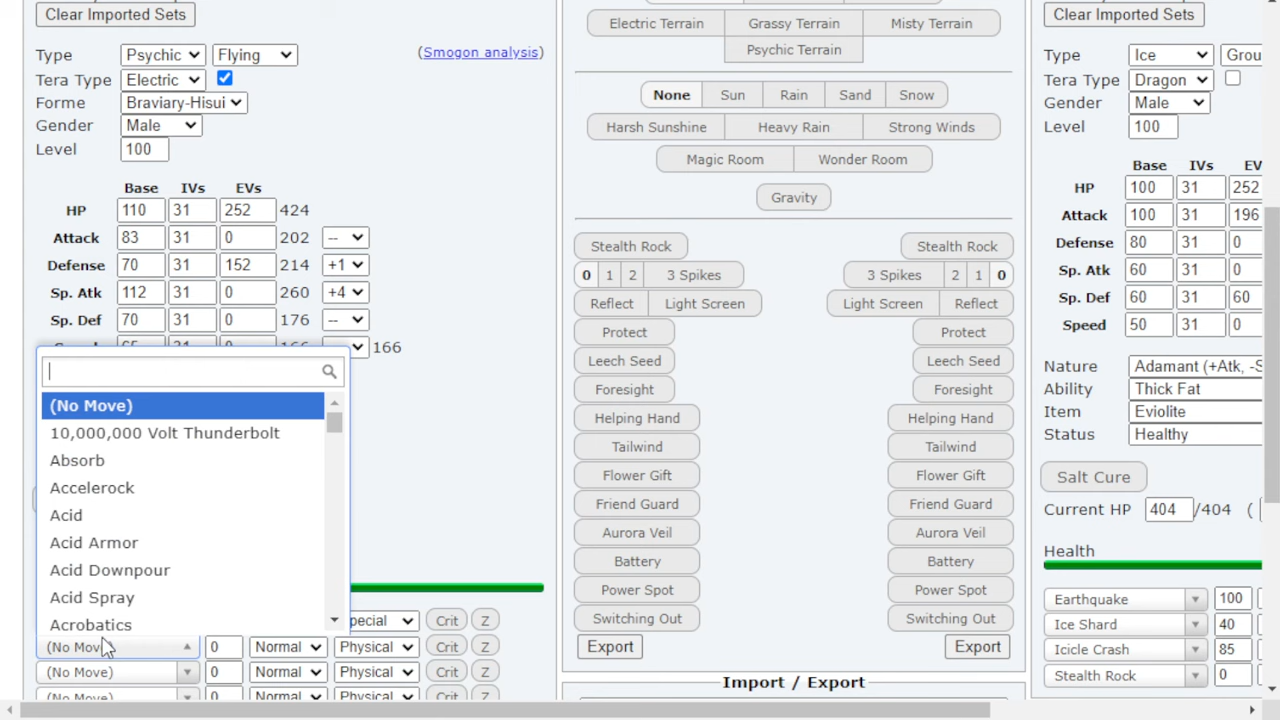 Clear Imported Sets
Type Psychic Flying
(Smogon analysis)
Tera Type Electric
Forme Braviary-Hisui
Gender Male
Level 100
Base IVs EVs
HP 110 31 252 424
Attack 83 31 0 202 --
Defense 70 31 152 214 +1
Sp. Atk 112 31 0 260 +4
Sp. Def 70 31 0 176 --
166
(No Move)
10,000,000 Volt Thunderbolt
Absorb
Accelerock
Acid
Acid Armor
Acid Downpour
Acid Spray
Acrobatics
pecial Crit Z
(No Move) 0 Normal Physical Crit Z
(No Move) 0 Normal Physical Crit Z
(No Move) 0 Normal Physical Crit Z
Electric Terrain Grassy Terrain Misty Terrain
Psychic Terrain
None Sun Rain Sand Snow
Harsh Sunshine Heavy Rain Strong Winds
Magic Room Wonder Room
Gravity
Stealth Rock Stealth Rock
0 1 2 3 Spikes 3 Spikes 2 1 0
Reflect Light Screen Light Screen Reflect
Protect Protect
Leech Seed Leech Seed
Foresight Foresight
Helping Hand Helping Hand
Tailwind Tailwind
Flower Gift Flower Gift
Friend Guard Friend Guard
Aurora Veil Aurora Veil
Battery Battery
Power Spot Power Spot
Switching Out Switching Out
Export Export
Import / Export
Clear Imported Sets
Type Ice Grou
Tera Type Dragon
Gender Male
Level 100
Base IVs EV
HP 100 31 252
Attack 100 31 196
Defense 80 31 0
Sp. Atk 60 31 0
Sp. Def 60 31 60
Speed 50 31 0
Nature Adamant (+Atk, -S
Ability Thick Fat
Item Eviolite
Status Healthy
Salt Cure
Current HP 404 /404 (
Health
Earthquake 100
Ice Shard 40
Icicle Crash 85
Stealth Rock 0